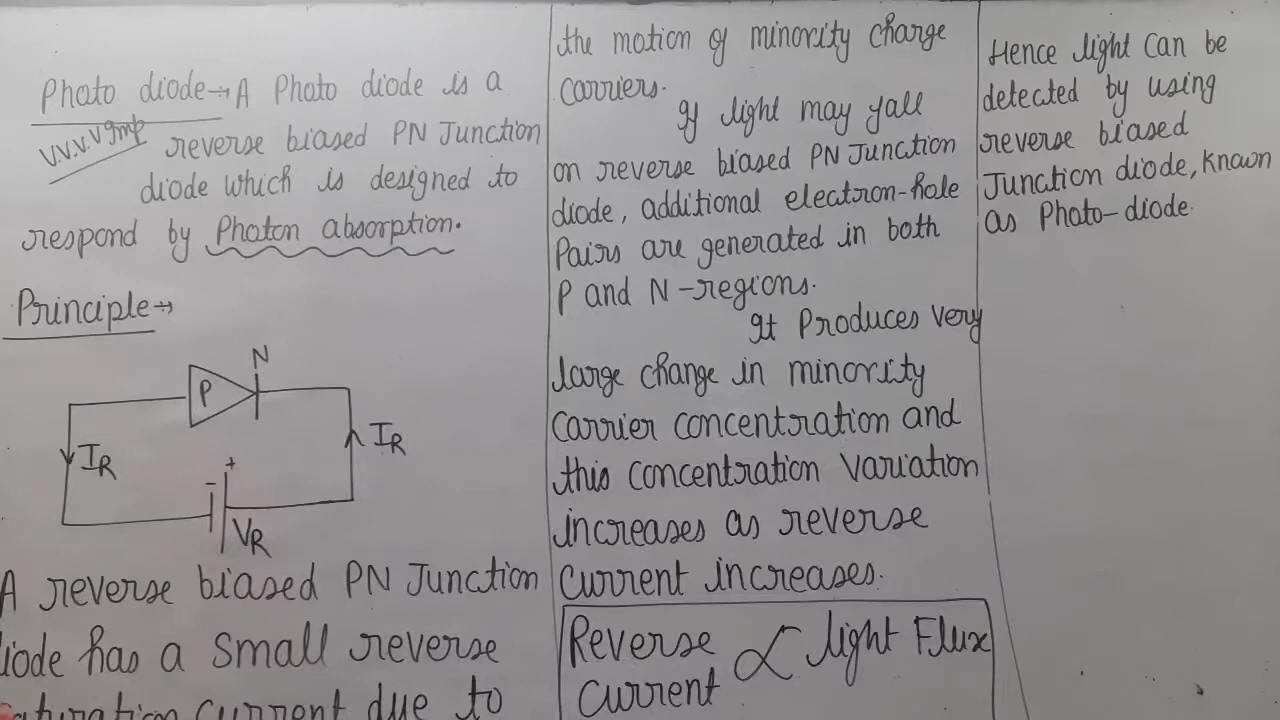 Photo diode→ A Photo diode is a
V.V.V Imp
reverse biased PN Junction
diode which is designed to
respond by Photon absorption.
Principle→
N
P
IR
IR
- +
VR
A reverse biased PN Junction
diode has a small reverse
saturation current due to
the motion of minority charge
carriers.
If light may fall
on reverse biased PN Junction
diode, additional electron-hole
Pairs are generated in both
P and N-regions.
It Produces very
large change in minority
carrier concentration and
this concentration variation
increases as reverse
current increases.
Reverse ∝ light Flux
current
Hence light can be
detected by using
reverse biased
Junction diode, known
as Photo-diode.